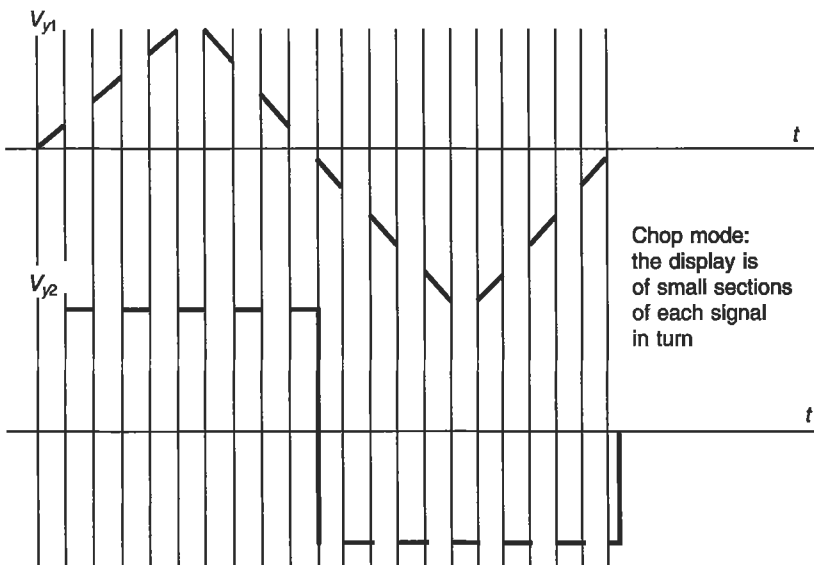 Vy1
t
Chop mode:
the display is
of small sections
of each signal
in turn
Vy2
t